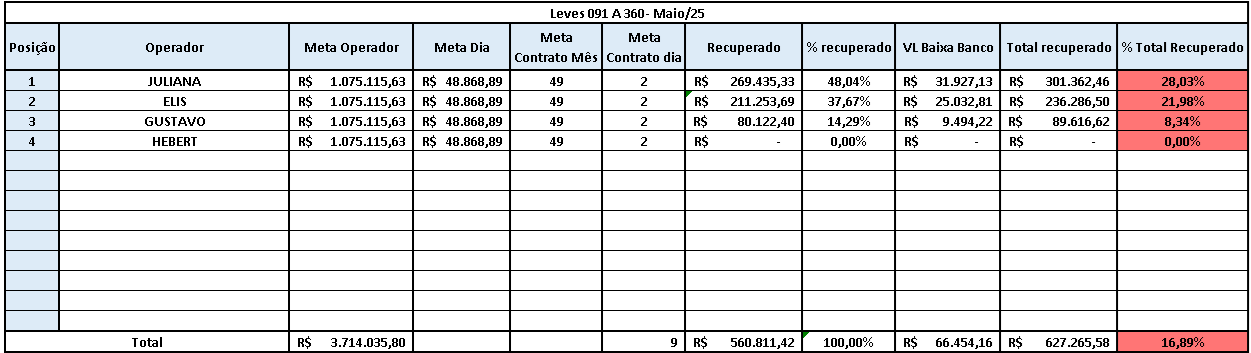 Leves 091 A 360- Maio/25
Posição Operador Meta Operador Meta Dia Meta Contrato Mês Meta Contrato dia Recuperado % recuperado VL Baixa Banco Total recuperado % Total Recuperado
1 JULIANA R$ 1.075.115,63 R$ 48.868,89 49 2 R$ 269.435,33 48,04% R$ 31.927,13 R$ 301.362,46 28,03%
2 ELIS R$ 1.075.115,63 R$ 48.868,89 49 2 R$ 211.253,69 37,67% R$ 25.032,81 R$ 236.286,50 21,98%
3 GUSTAVO R$ 1.075.115,63 R$ 48.868,89 49 2 R$ 80.122,40 14,29% R$ 9.494,22 R$ 89.616,62 8,34%
4 HEBERT R$ 1.075.115,63 R$ 48.868,89 49 2 R$ - 0,00% R$ - R$ - 0,00%
Total R$ 3.714.035,80 9 R$ 560.811,42 100,00% R$ 66.454,16 R$ 627.265,58 16,89%